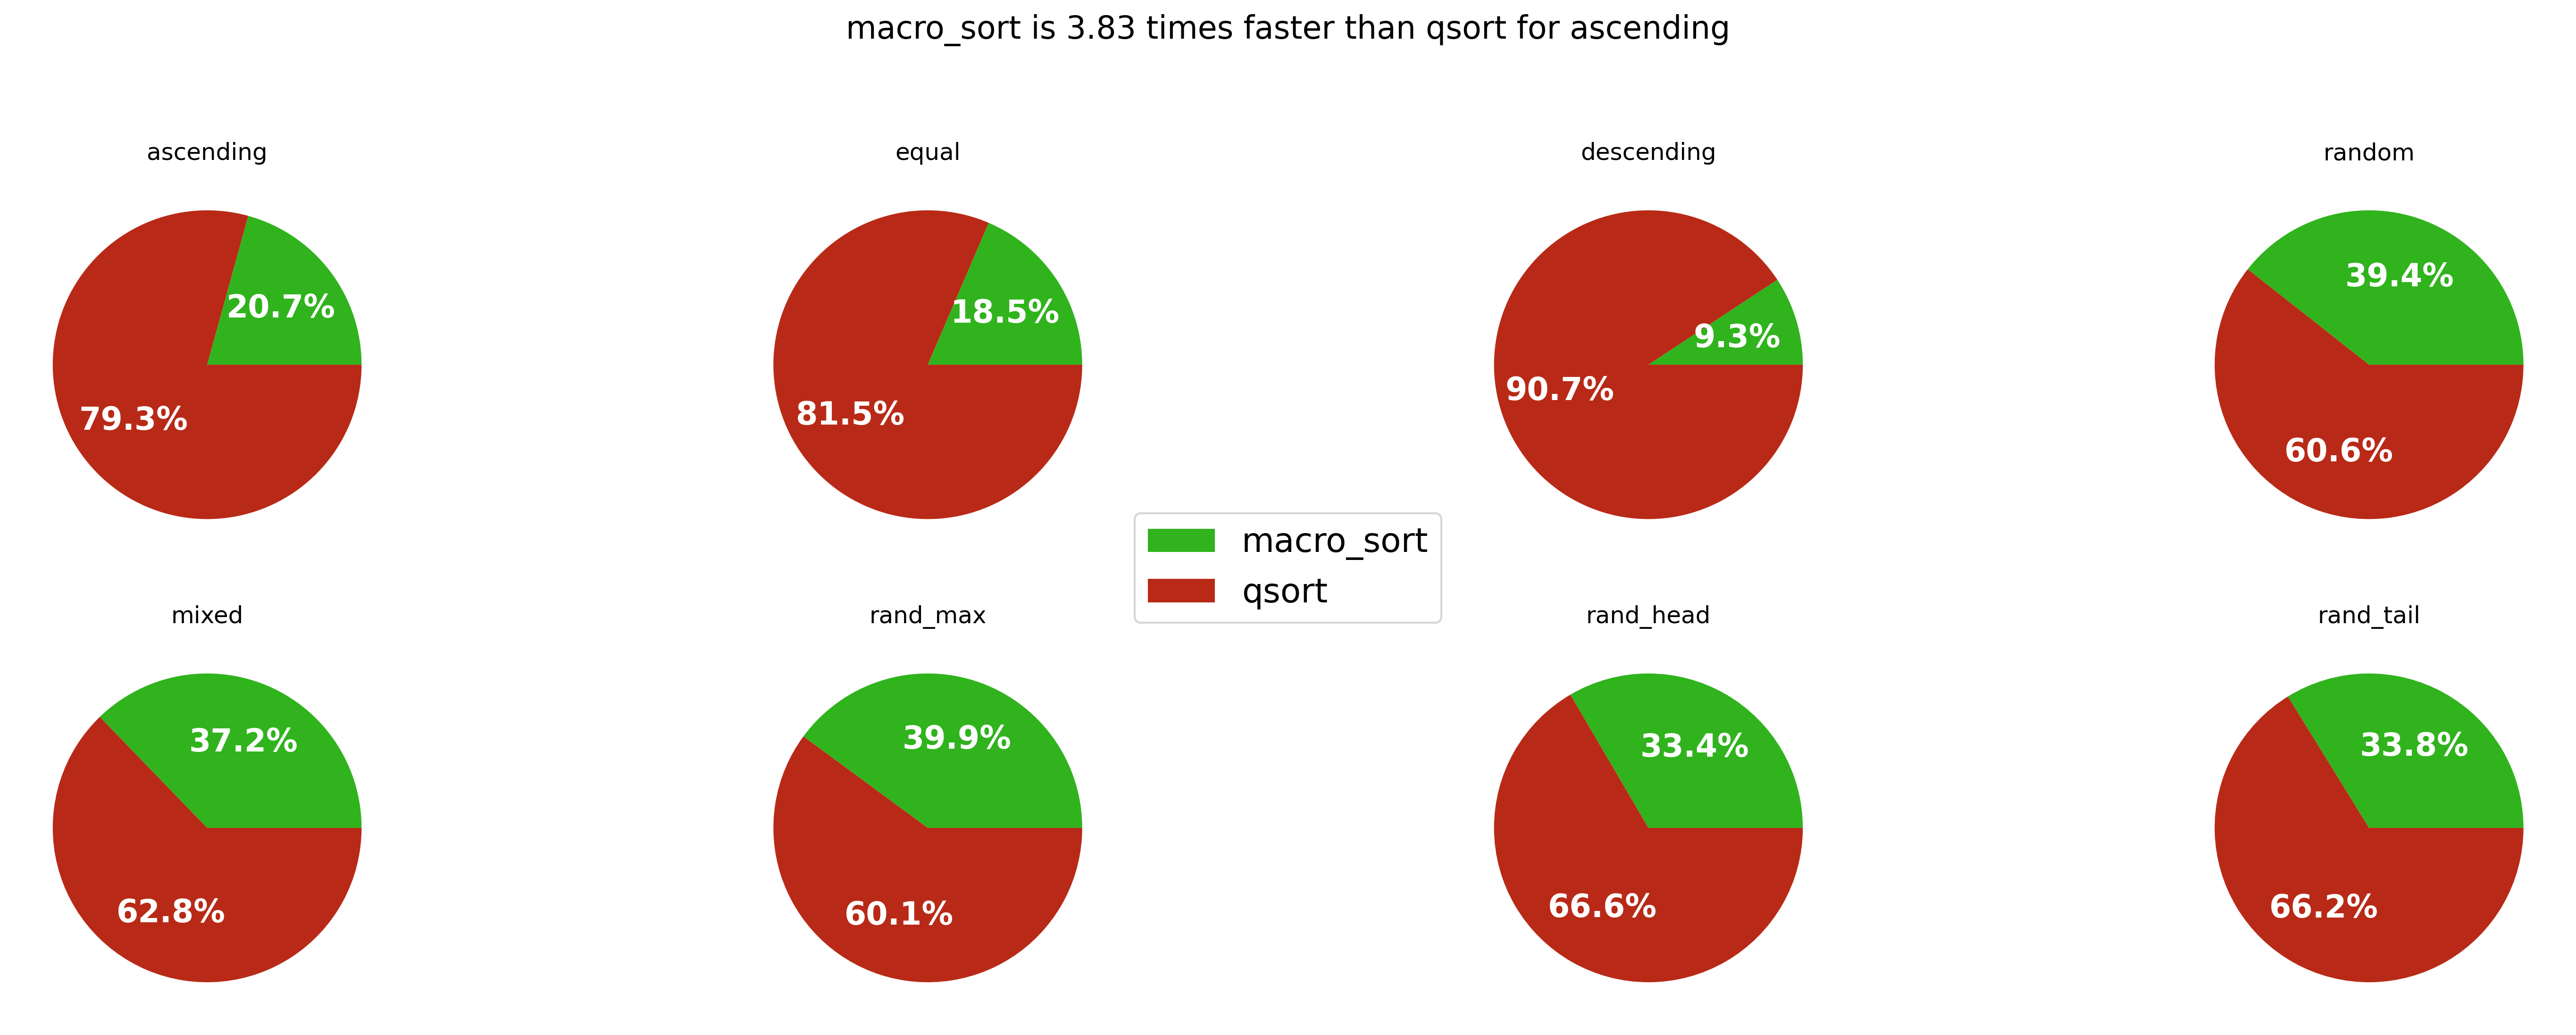 macro_sort is 3.83 times faster than qsort for ascending
ascending
20.7%
79.3%
equal
18.5%
81.5%
descending
9.3%
90.7%
random
39.4%
60.6%
macro_sort
qsort
mixed
37.2%
62.8%
rand_max
39.9%
60.1%
rand_head
33.4%
66.6%
rand_tail
33.8%
66.2%